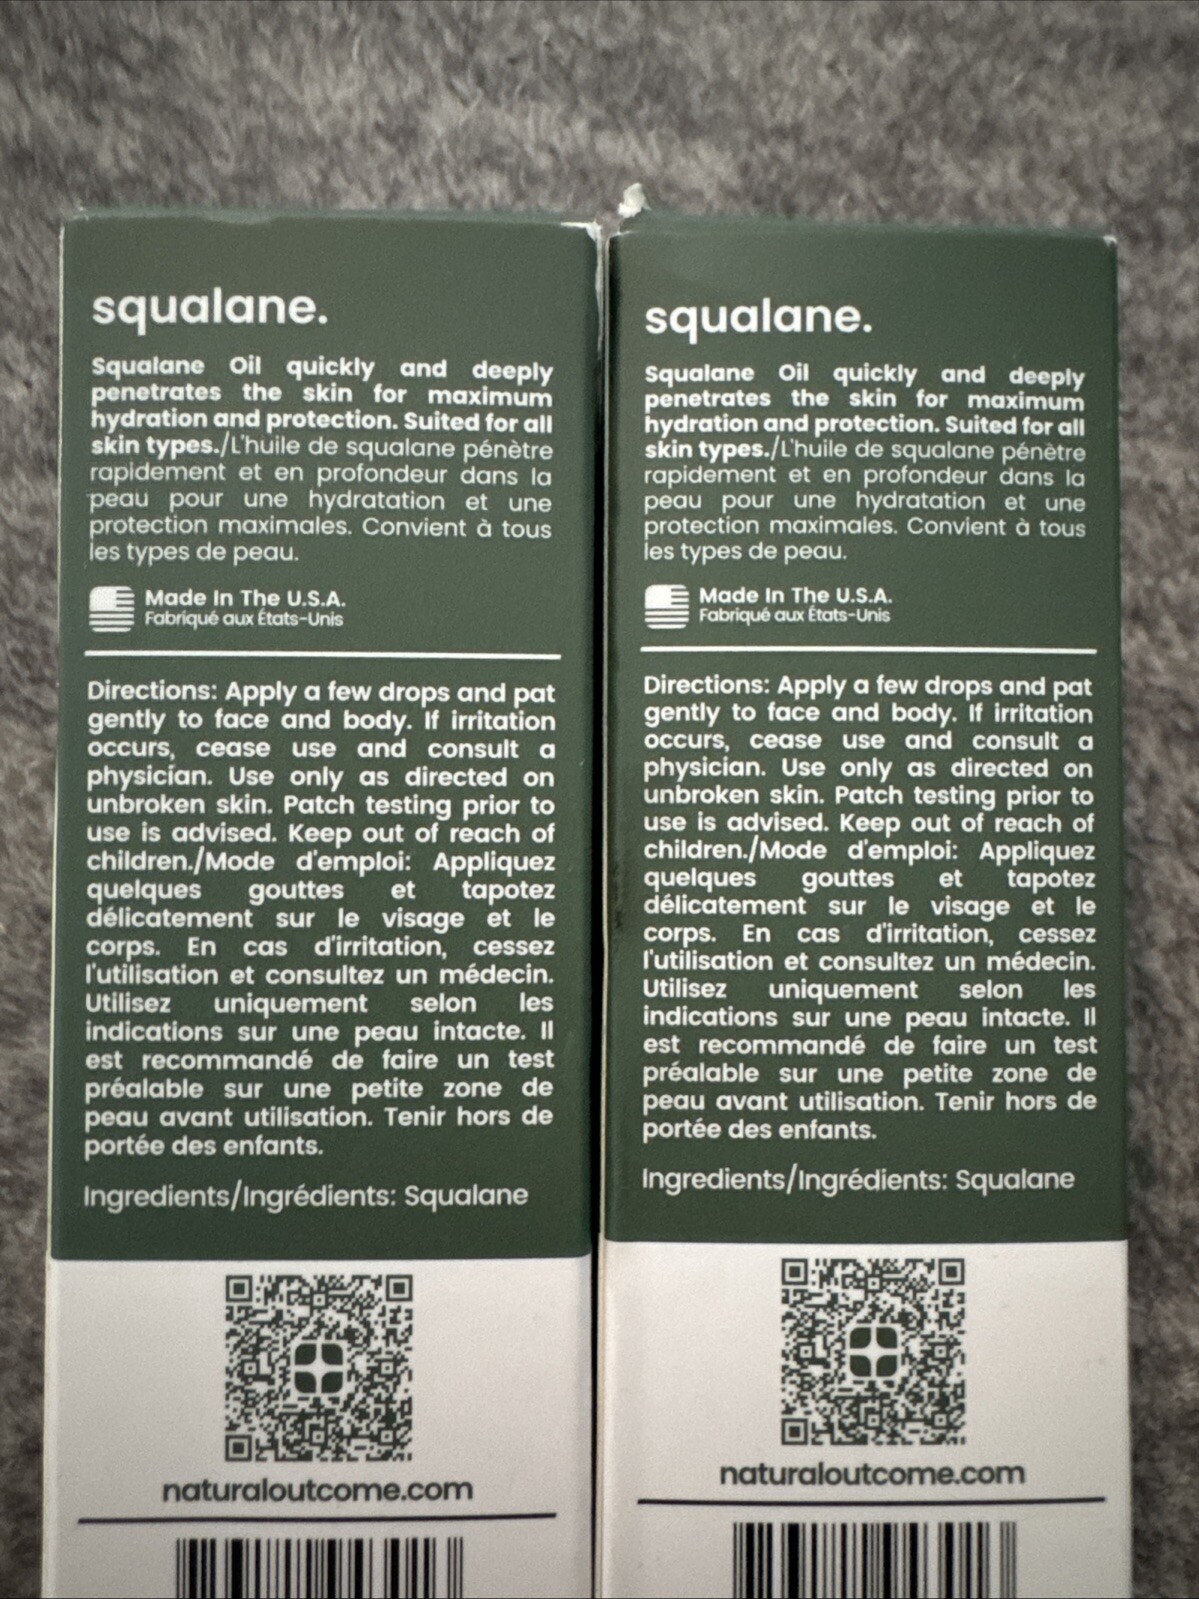 squalane.
Squalane Oil quickly and deeply
penetrates the skin for maximum
hydration and protection. Suited for all
skin types./L'huile de squalane pénètre
rapidement et en profondeur dans la
peau pour une hydratation et une
protection maximales. Convient à tous
les types de peau.
Made In The U.S.A.
Fabriqué aux États-Unis
Directions: Apply a few drops and pat
gently to face and body. If irritation
occurs, cease use and consult a
physician. Use only as directed on
unbroken skin. Patch testing prior to
use is advised. Keep out of reach of
children./Mode d'emploi: Appliquez
quelques gouttes et tapotez
délicatement sur le visage et le
corps. En cas d'irritation, cessez
l'utilisation et consultez un médecin.
Utilisez uniquement selon les
indications sur une peau intacte. Il
est recommandé de faire un test
préalable sur une petite zone de
peau avant utilisation. Tenir hors de
portée des enfants.
Ingredients/Ingrédients: Squalane
naturaloutcome.com
squalane.
Squalane Oil quickly and deeply
penetrates the skin for maximum
hydration and protection. Suited for all
skin types./L'huile de squalane pénètre
rapidement et en profondeur dans la
peau pour une hydratation et une
protection maximales. Convient à tous
les types de peau.
Made In The U.S.A.
Fabriqué aux États-Unis
Directions: Apply a few drops and pat
gently to face and body. If irritation
occurs, cease use and consult a
physician. Use only as directed on
unbroken skin. Patch testing prior to
use is advised. Keep out of reach of
children./Mode d'emploi: Appliquez
quelques gouttes et tapotez
délicatement sur le visage et le
corps. En cas d'irritation, cessez
l'utilisation et consultez un médecin.
Utilisez uniquement selon les
indications sur une peau intacte. Il
est recommandé de faire un test
préalable sur une petite zone de
peau avant utilisation. Tenir hors de
portée des enfants.
Ingredients/Ingrédients: Squalane
naturaloutcome.com